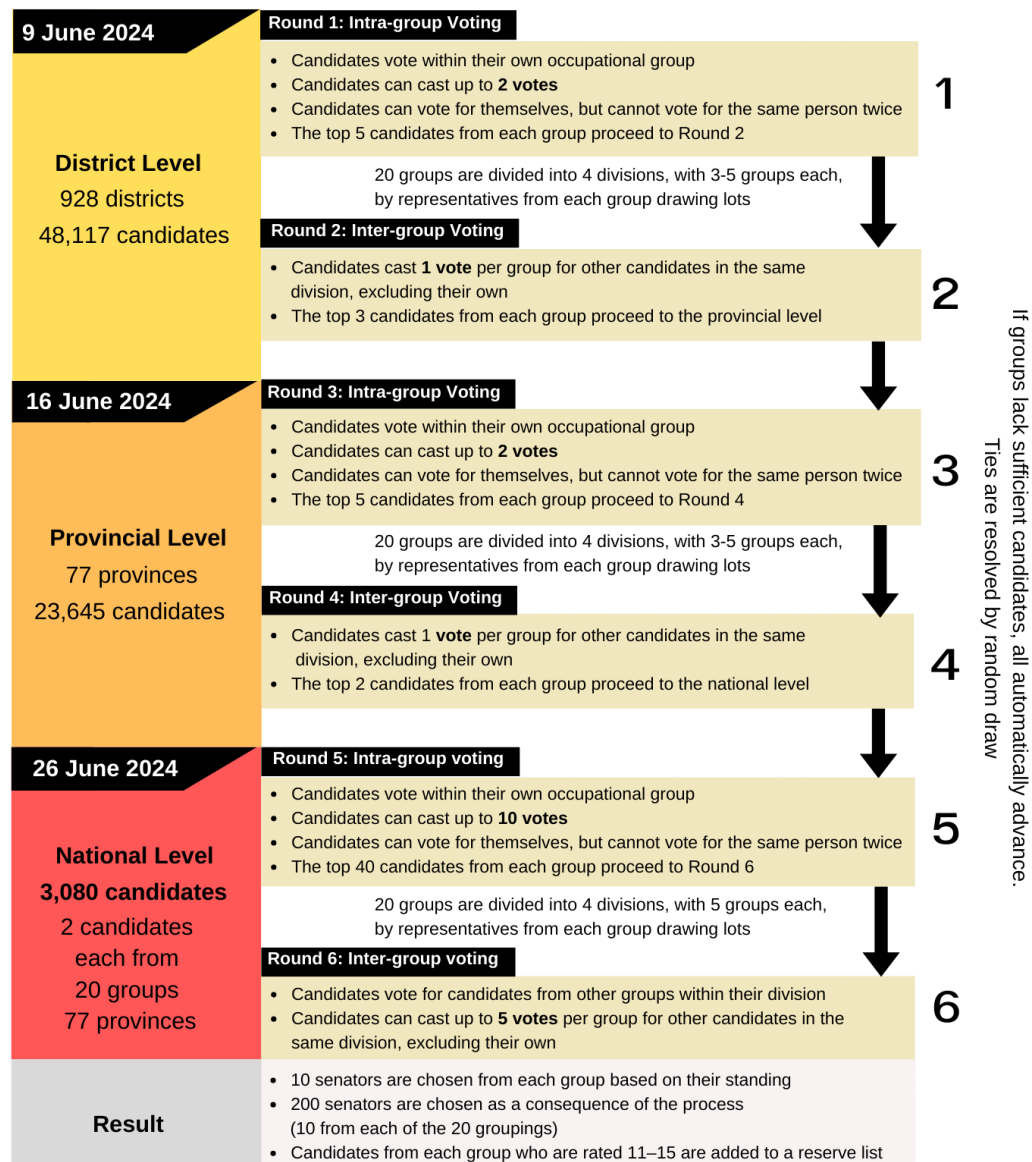 9 June 2024
District Level
928 districts
48,117 candidates
Round 1: Intra-group Voting
• Candidates vote within their own occupational group
• Candidates can cast up to 2 votes
• Candidates can vote for themselves, but cannot vote for the same person twice
• The top 5 candidates from each group proceed to Round 2
1
20 groups are divided into 4 divisions, with 3-5 groups each,
by representatives from each group drawing lots
Round 2: Inter-group Voting
• Candidates cast 1 vote per group for other candidates in the same
division, excluding their own
• The top 3 candidates from each group proceed to the provincial level
2
16 June 2024
Provincial Level
77 provinces
23,645 candidates
Round 3: Intra-group Voting
• Candidates vote within their own occupational group
• Candidates can cast up to 2 votes
• Candidates can vote for themselves, but cannot vote for the same person twice
• The top 5 candidates from each group proceed to Round 4
3
20 groups are divided into 4 divisions, with 3-5 groups each,
by representatives from each group drawing lots
Round 4: Inter-group Voting
• Candidates cast 1 vote per group for other candidates in the same
division, excluding their own
• The top 2 candidates from each group proceed to the national level
4
26 June 2024
National Level
3,080 candidates
2 candidates
each from
20 groups
77 provinces
Round 5: Intra-group voting
• Candidates vote within their own occupational group
• Candidates can cast up to 10 votes
• Candidates can vote for themselves, but cannot vote for the same person twice
• The top 40 candidates from each group proceed to Round 6
5
20 groups are divided into 4 divisions, with 5 groups each,
by representatives from each group drawing lots
Round 6: Inter-group voting
• Candidates vote for candidates from other groups within their division
• Candidates can cast up to 5 votes per group for other candidates in the
same division, excluding their own
6
Result
• 10 senators are chosen from each group based on their standing
• 200 senators are chosen as a consequence of the process
(10 from each of the 20 groupings)
• Candidates from each group who are rated 11–15 are added to a reserve list
If groups lack sufficient candidates, all automatically advance.
Ties are resolved by random draw